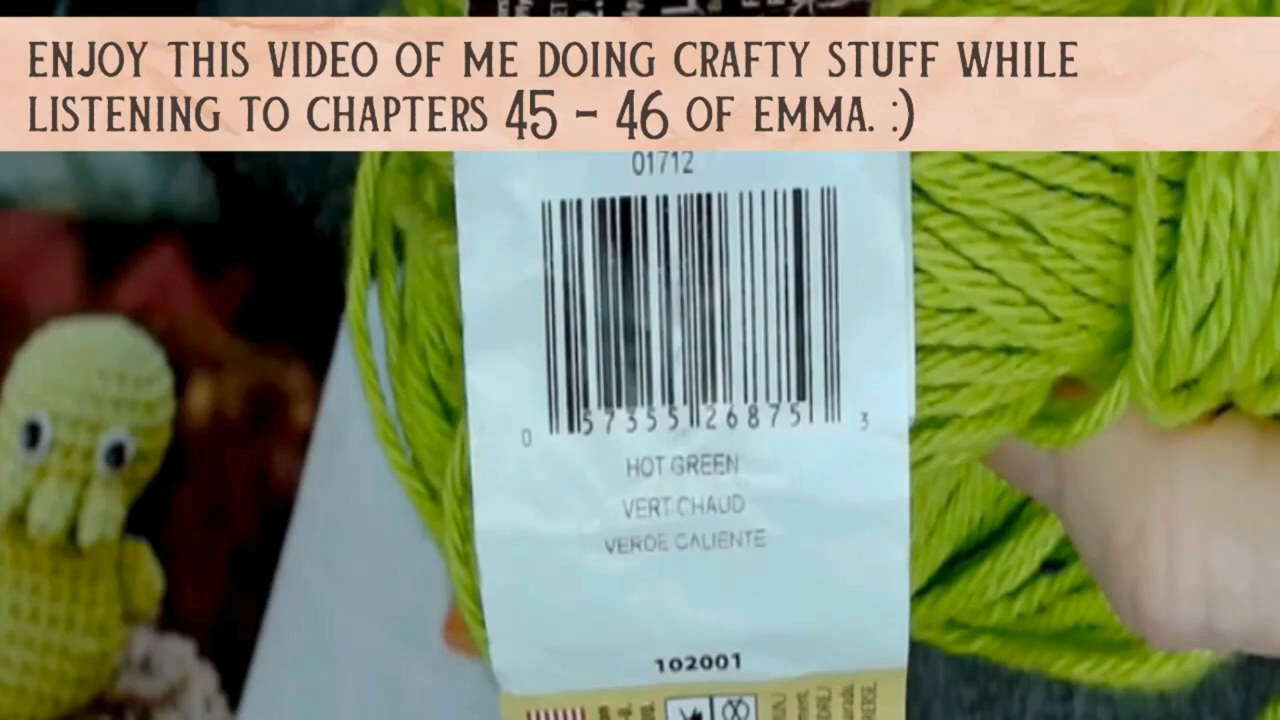 ENJOY THIS VIDEO OF ME DOING CRAFTY STUFF WHILE
LISTENING TO CHAPTERS 45 - 46 OF EMMA. :)
01712
0 57355 26875 3
HOT GREEN
VERT CHAUD
VERDE CALIENTE
102001